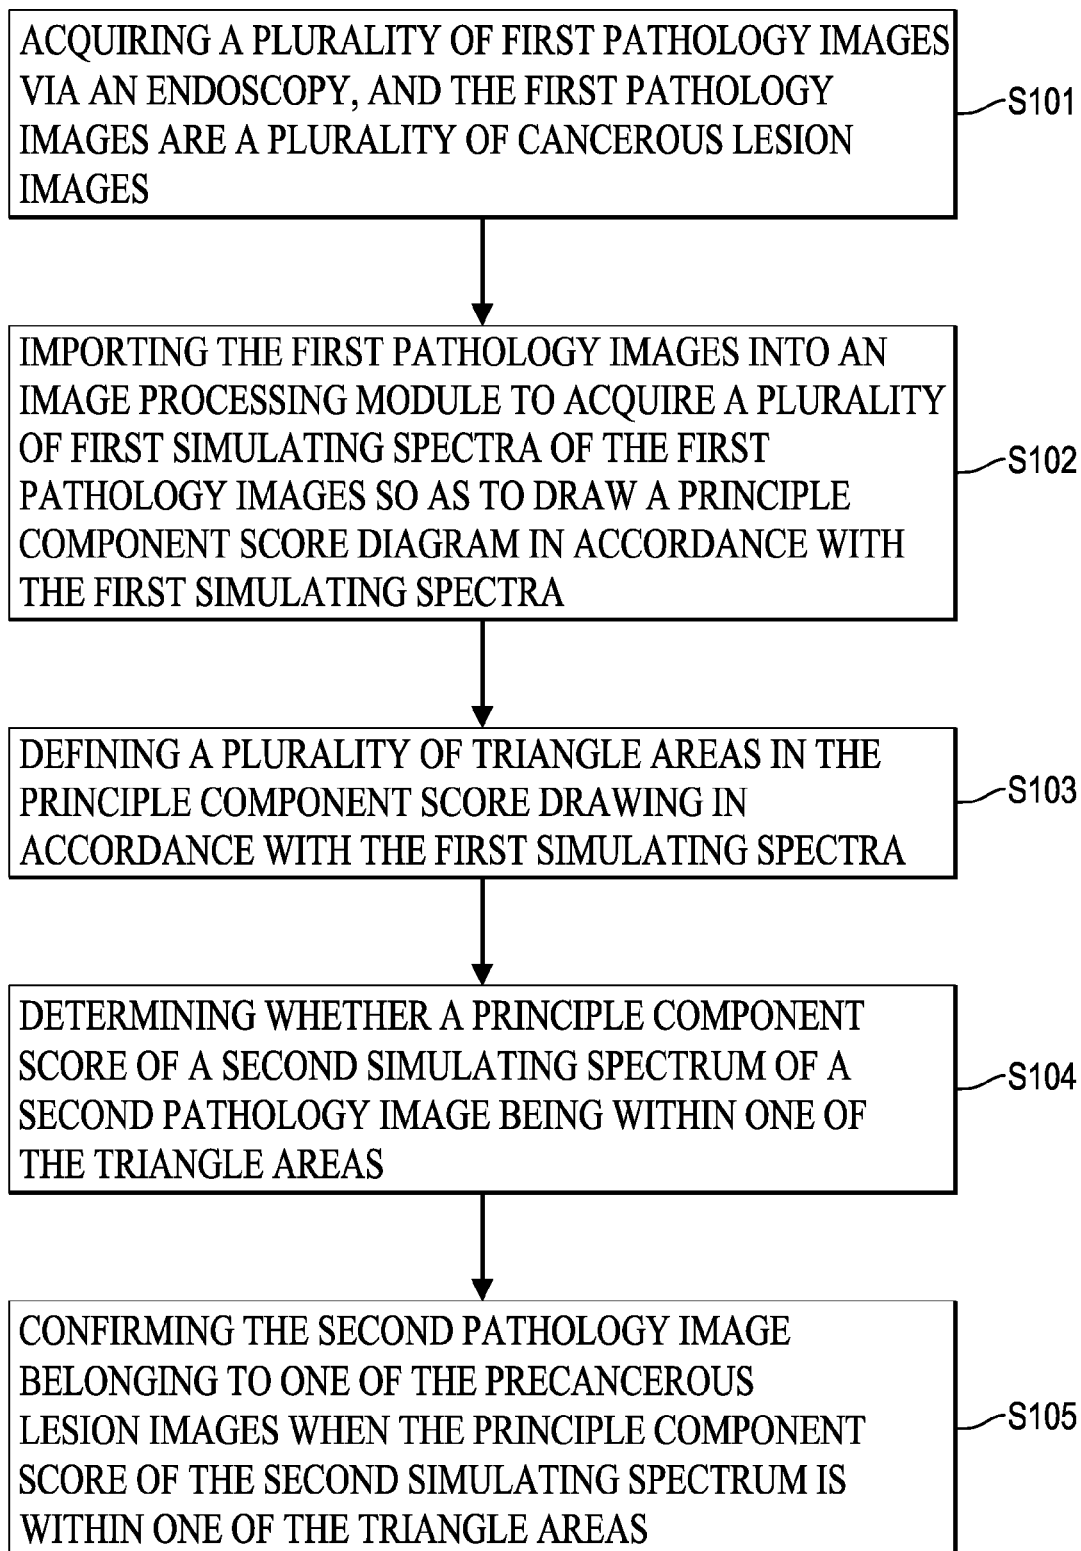 ACQUIRING A PLURALITY OF FIRST PATHOLOGY IMAGES
VIA AN ENDOSCOPY, AND THE FIRST PATHOLOGY
IMAGES ARE A PLURALITY OF CANCEROUS LESION
IMAGES
S101
IMPORTING THE FIRST PATHOLOGY IMAGES INTO AN
IMAGE PROCESSING MODULE TO ACQUIRE A PLURALITY
OF FIRST SIMULATING SPECTRA OF THE FIRST
PATHOLOGY IMAGES SO AS TO DRAW A PRINCIPLE
COMPONENT SCORE DIAGRAM IN ACCORDANCE WITH
THE FIRST SIMULATING SPECTRA
S102
DEFINING A PLURALITY OF TRIANGLE AREAS IN THE
PRINCIPLE COMPONENT SCORE DRAWING IN
ACCORDANCE WITH THE FIRST SIMULATING SPECTRA
S103
DETERMINING WHETHER A PRINCIPLE COMPONENT
SCORE OF A SECOND SIMULATING SPECTRUM OF A
SECOND PATHOLOGY IMAGE BEING WITHIN ONE OF
THE TRIANGLE AREAS
S104
CONFIRMING THE SECOND PATHOLOGY IMAGE
BELONGING TO ONE OF THE PRECANCEROUS
LESION IMAGES WHEN THE PRINCIPLE COMPONENT
SCORE OF THE SECOND SIMULATING SPECTRUM IS
WITHIN ONE OF THE TRIANGLE AREAS
S105